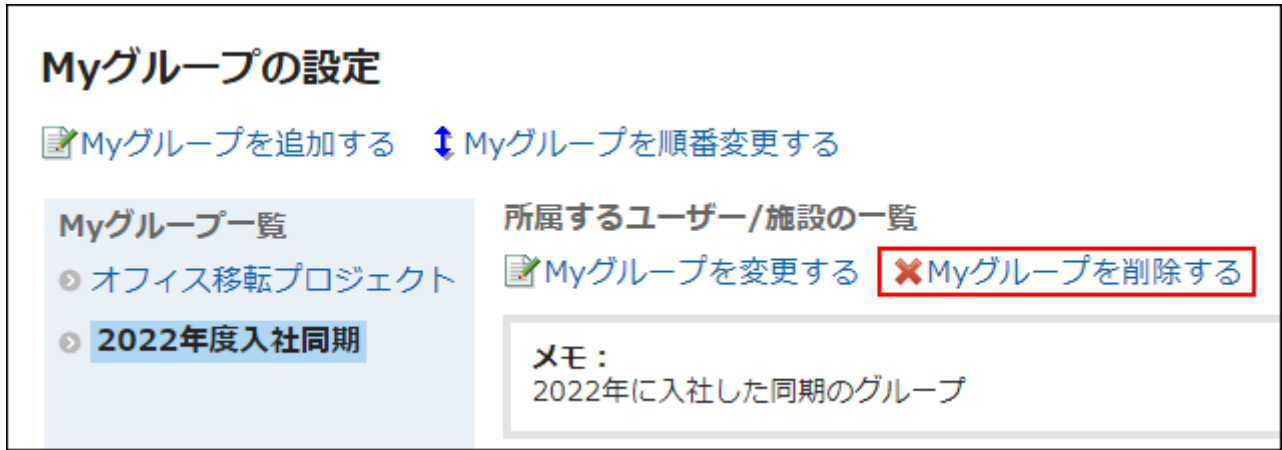 Myグループの設定
Myグループを追加する Myグループを順番変更する
Myグループ一覧
オフィス移転プロジェクト
2022年度入社同期
所属するユーザー/施設の一覧
Myグループを変更する Myグループを削除する
メモ：
2022年に入社した同期のグループ